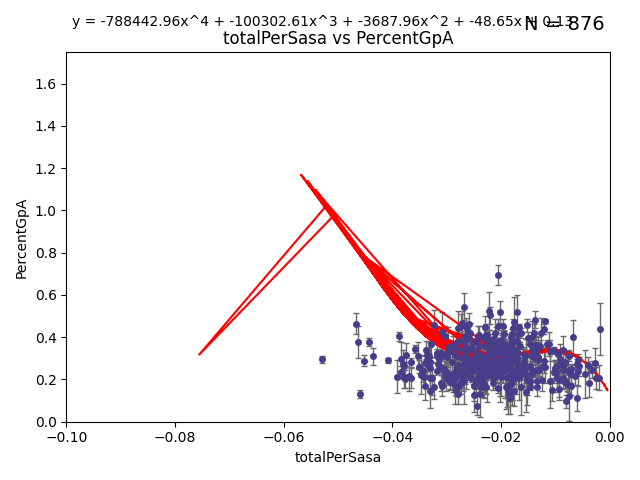 y = -788442.96x^4 + -100302.61x^3 + -3687.96x^2 + -48.65x + 0.13
N = 876
totalPerSasa vs PercentGpA
1.6
1.4
1.2
1.0
0.8
0.6
0.4
0.2
0.0
PercentGpA
−0.10 −0.08 −0.06 −0.04 −0.02 0.00
totalPerSasa